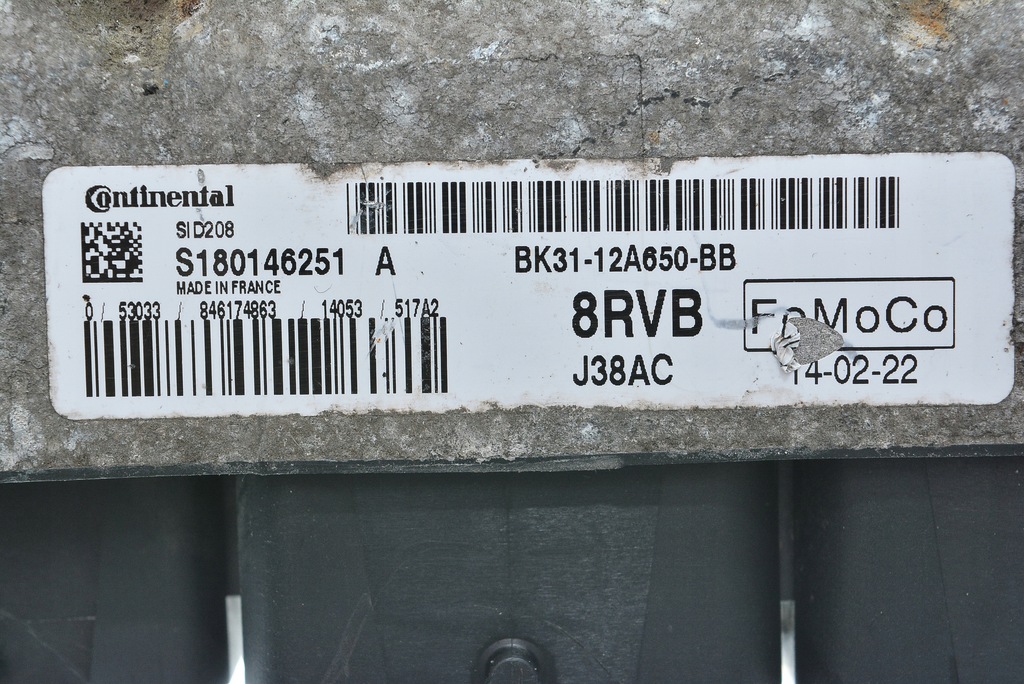 Continental
SID208
S180146251 A
MADE IN FRANCE
0 / 53033 / 846174863 / 14053 / 517A2
BK31-12A650-BB
8RVB
FoMoCo
J38AC
14-02-22